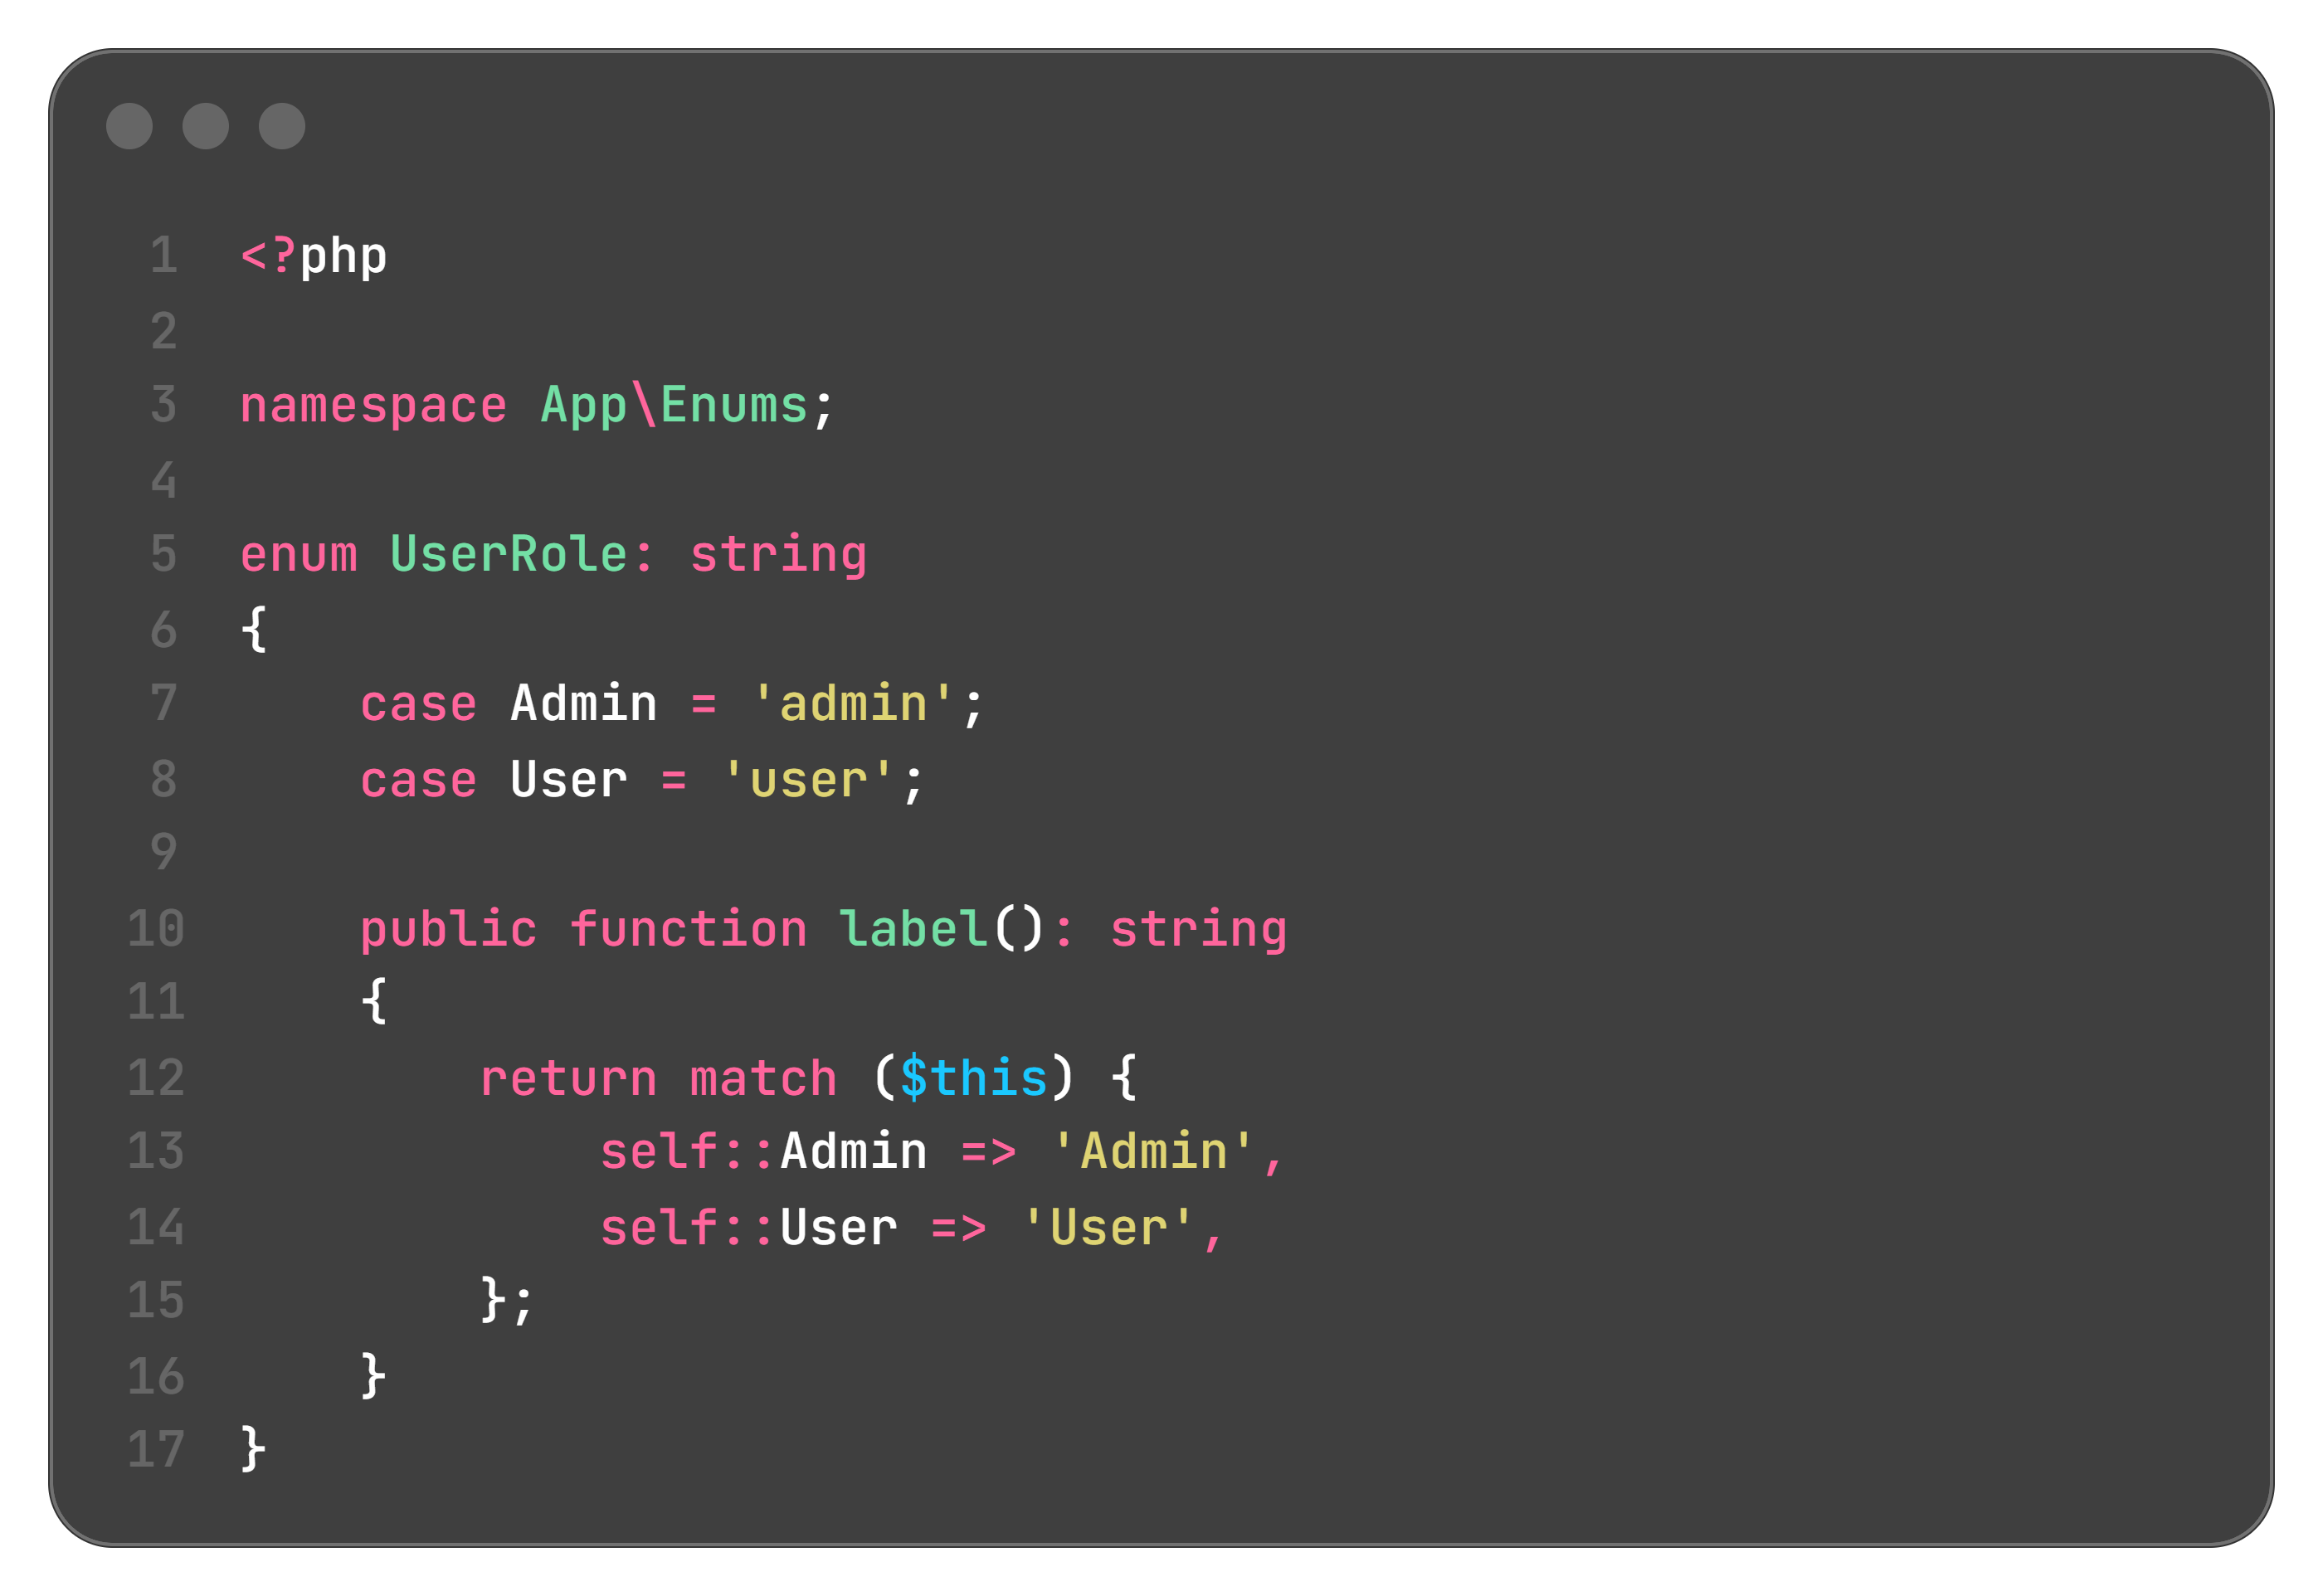 1 <?php
2
3 namespace App\Enums;
4
5 enum UserRole: string
6 {
7     case Admin = 'admin';
8     case User = 'user';
9
10     public function label(): string
11     {
12         return match ($this) {
13             self::Admin => 'Admin',
14             self::User => 'User',
15         };
16     }
17 }